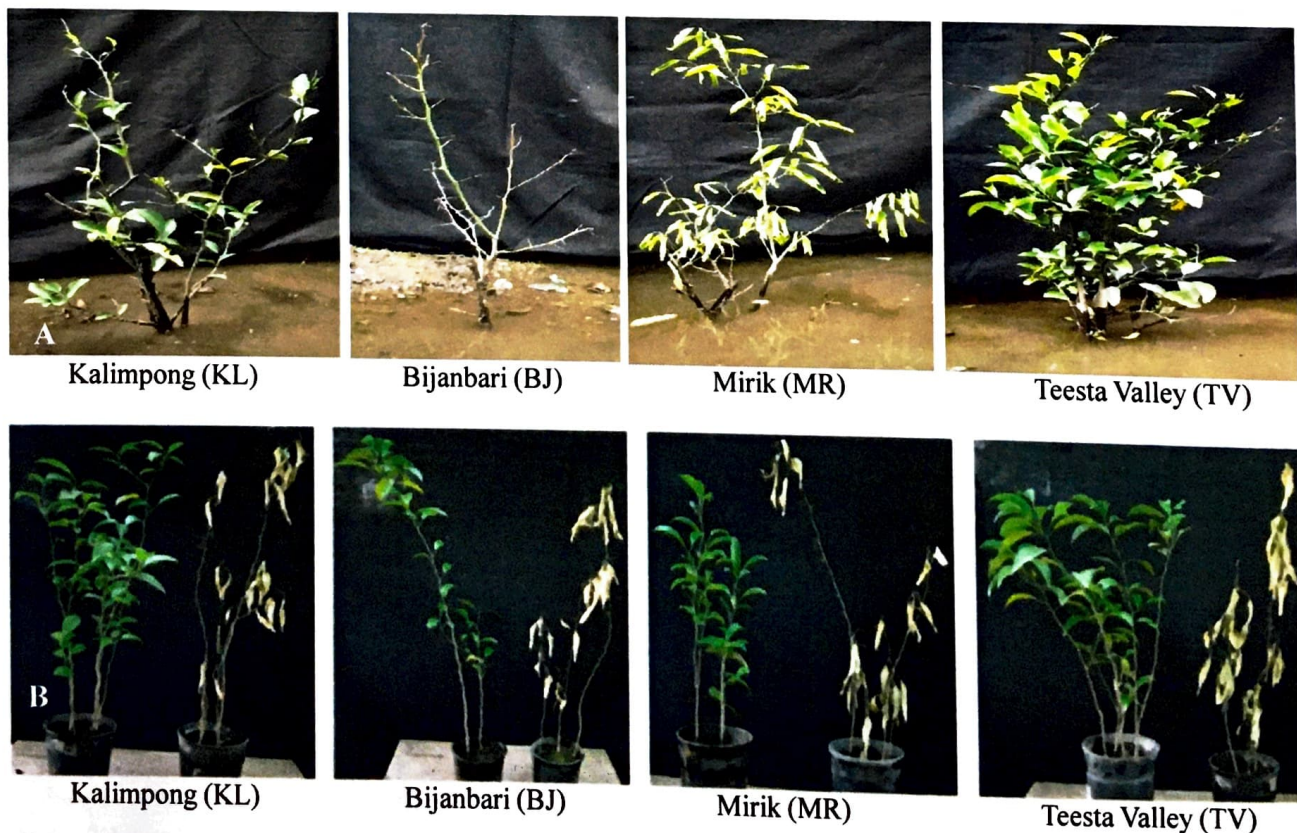 A
Kalimpong (KL)
Bijanbari (BJ)
Mirik (MR)
Teesta Valley (TV)
B
Kalimpong (KL)
Bijanbari (BJ)
Mirik (MR)
Teesta Valley (TV)